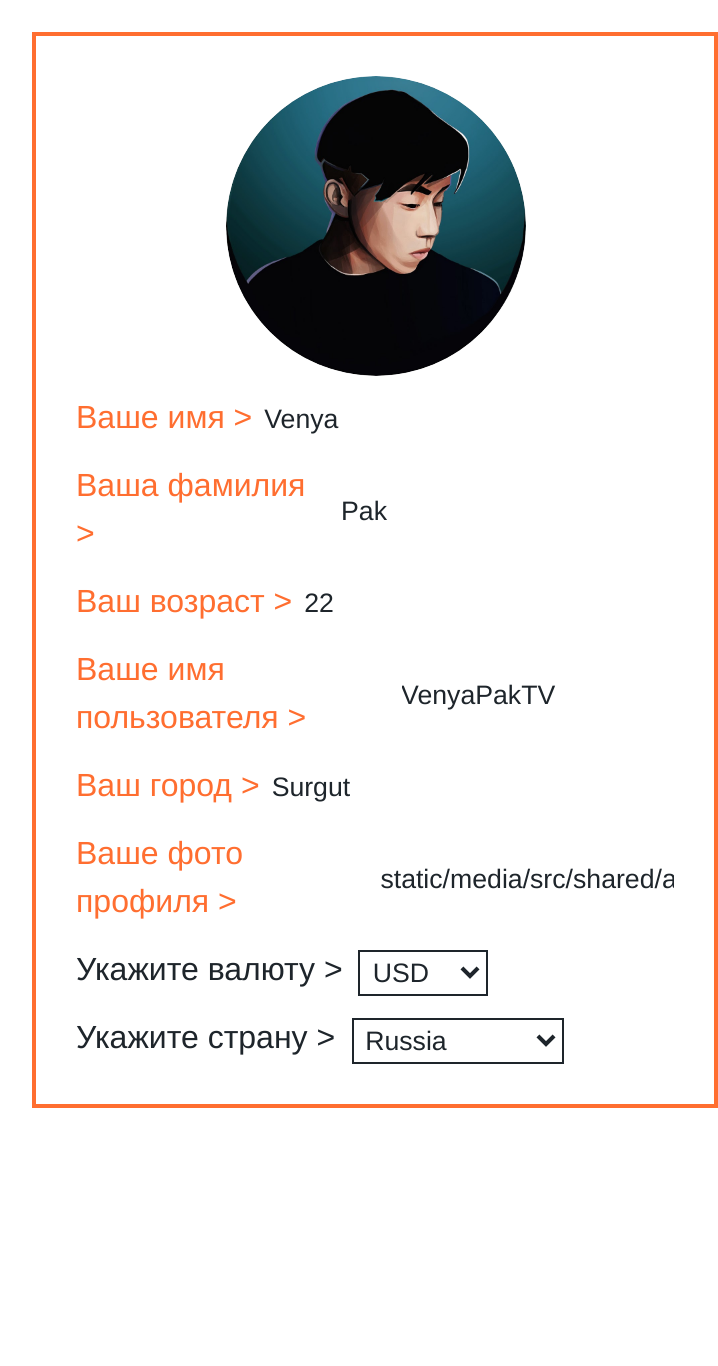 Ваше имя > Venya
Ваша фамилия
> Pak
Ваш возраст > 22
Ваше имя
пользователя > VenyaPakTV
Ваш город > Surgut
Ваше фото
профиля > static/media/src/shared/a
Укажите валюту > USD
Укажите страну > Russia